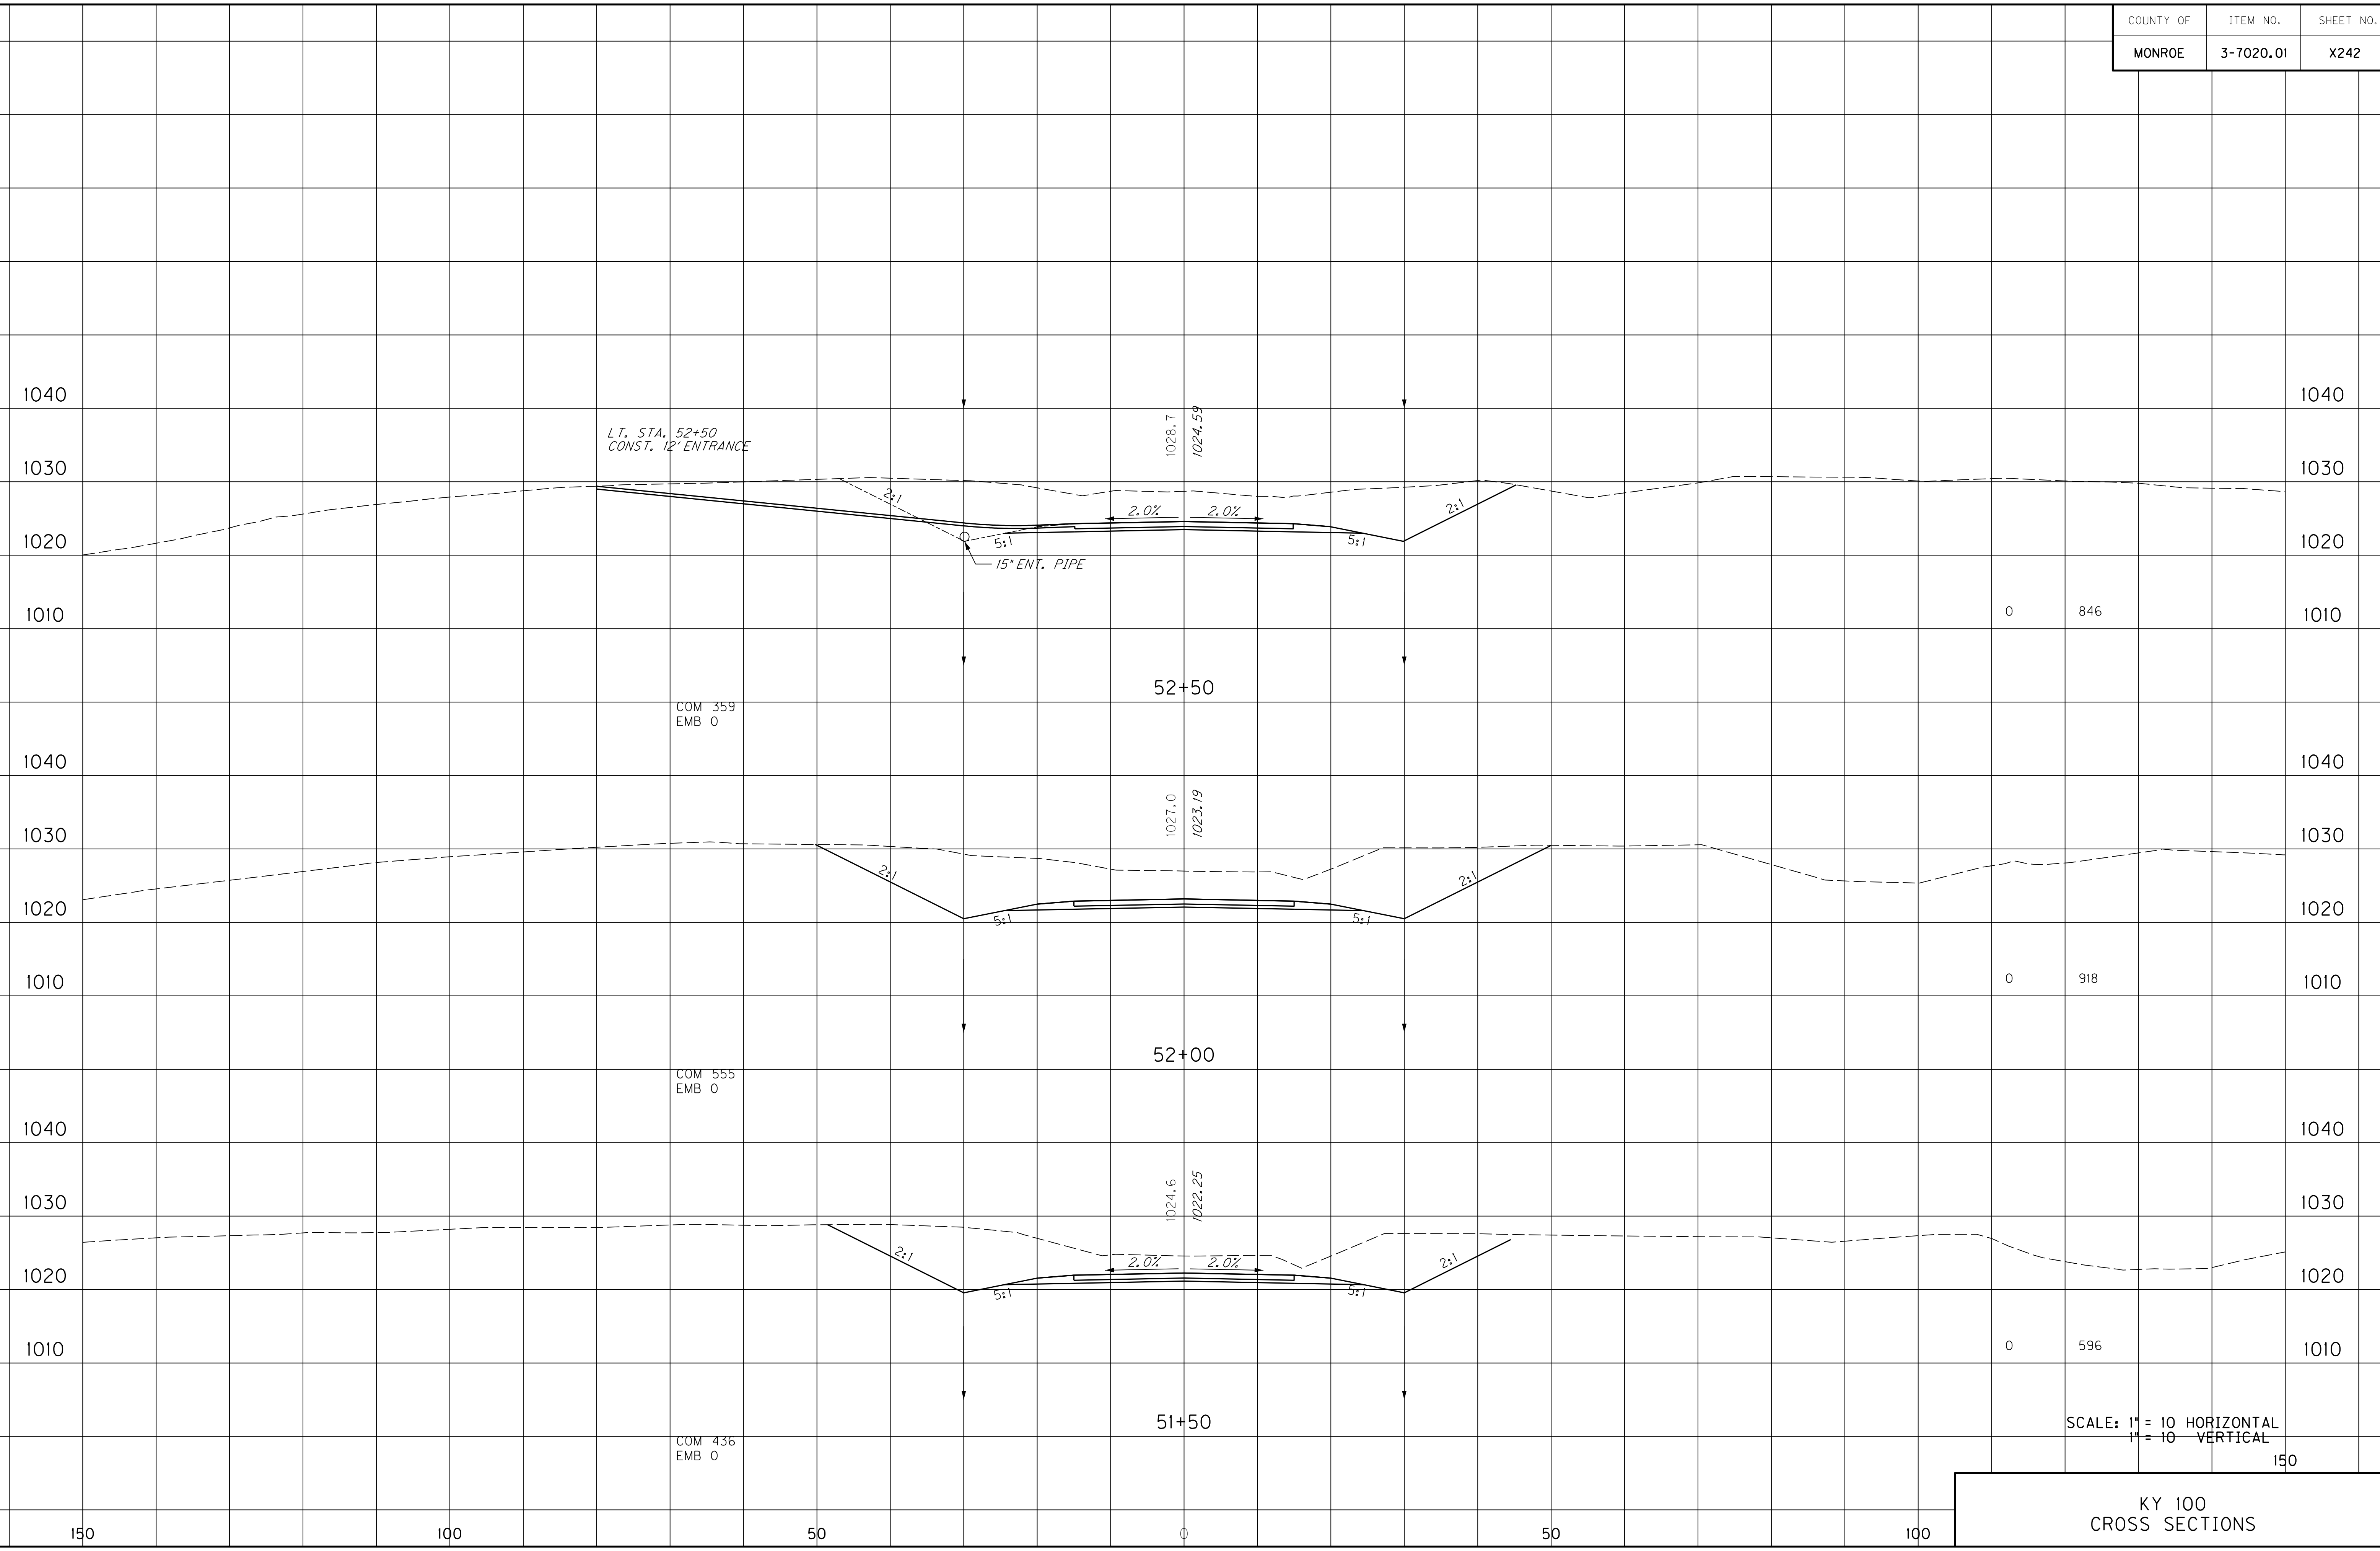 COUNTY OF ITEM NO. SHEET NO.
MONROE 3-7020.01 X242
1040 1040
1028.7
1024.59
LT. STA. 52+50
CONST. 12' ENTRANCE
1030 1030
2:1 2:1
2.0% 2.0%
1020 5:1 5:1 1020
15" ENT. PIPE
1010 0 846 1010
52+50
COM 359
EMB 0
1040 1040
1027.0
1023.19
1030 1030
2:1 2:1
1020 5:1 5:1 1020
1010 0 918 1010
52+00
COM 555
EMB 0
1040 1040
1024.6
1022.25
1030 1030
2:1 2:1
2.0% 2.0%
1020 5:1 5:1 1020
1010 0 596 1010
51+50
SCALE: 1" = 10 HORIZONTAL
1" = 10 VERTICAL
COM 436
EMB 0
150
KY 100
CROSS SECTIONS
150 100 50 0 50 100